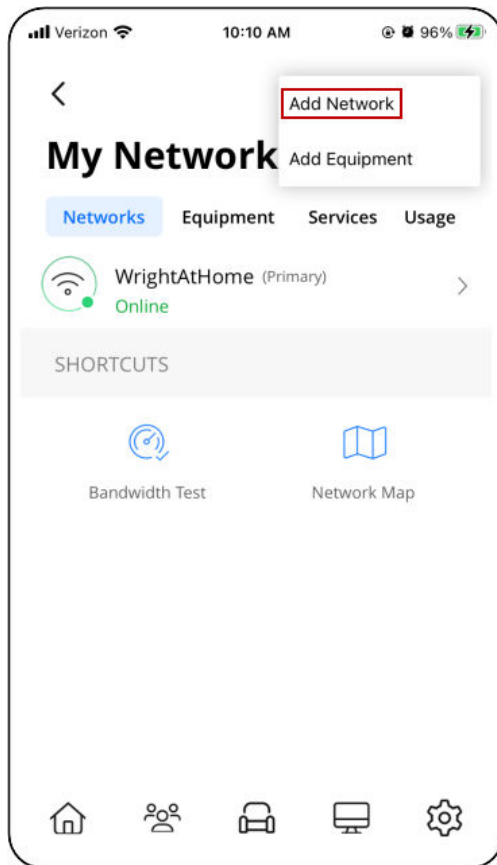 Verizon 10:10 AM 96%
Add Network
My Network
Add Equipment
Networks Equipment Services Usage
WrightAtHome (Primary)
Online
SHORTCUTS
Bandwidth Test Network Map